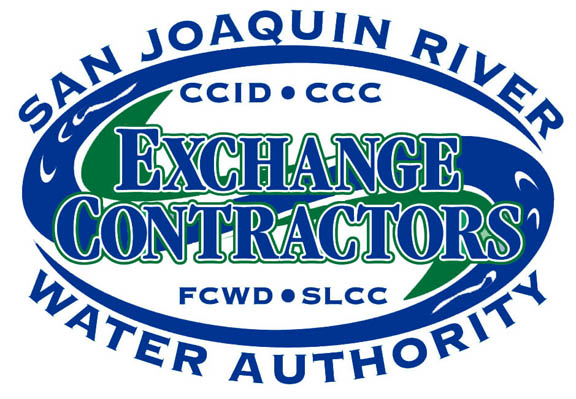 SAN JOAQUIN RIVER
CCID • CCC
EXCHANGE
CONTRACTORS
FCWD • SLCC
WATER AUTHORITY